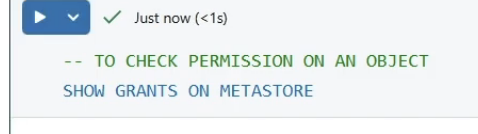 Just now (<1s)
-- TO CHECK PERMISSION ON AN OBJECT
SHOW GRANTS ON METASTORE